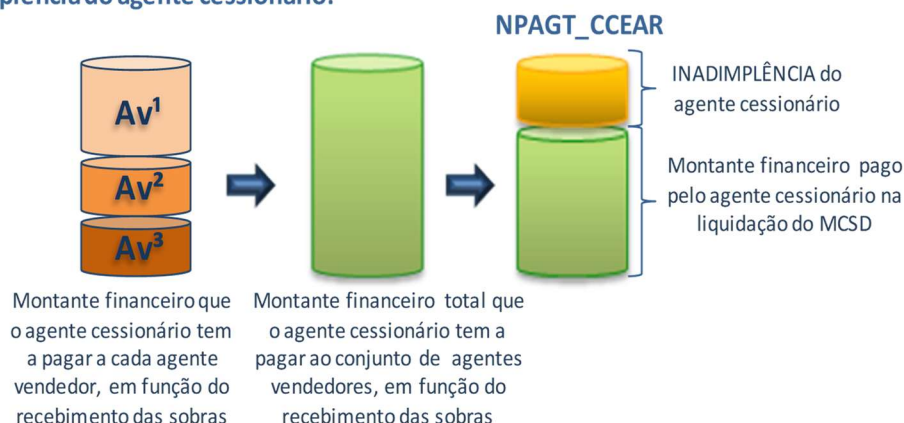 NPAGT_CCEAR
Av¹
Av²
Av³
INADIMPLÊNCIA do
agente cessionário
Montante financeiro pago
pelo agente cessionário na
liquidação do MCSD
Montante financeiro que
o agente cessionário tem
a pagar a cada agente
vendedor, em função do
recebimento das sobras
Montante financeiro total que
o agente cessionário tem a
pagar ao conjunto de agentes
vendedores, em função do
recebimento das sobras